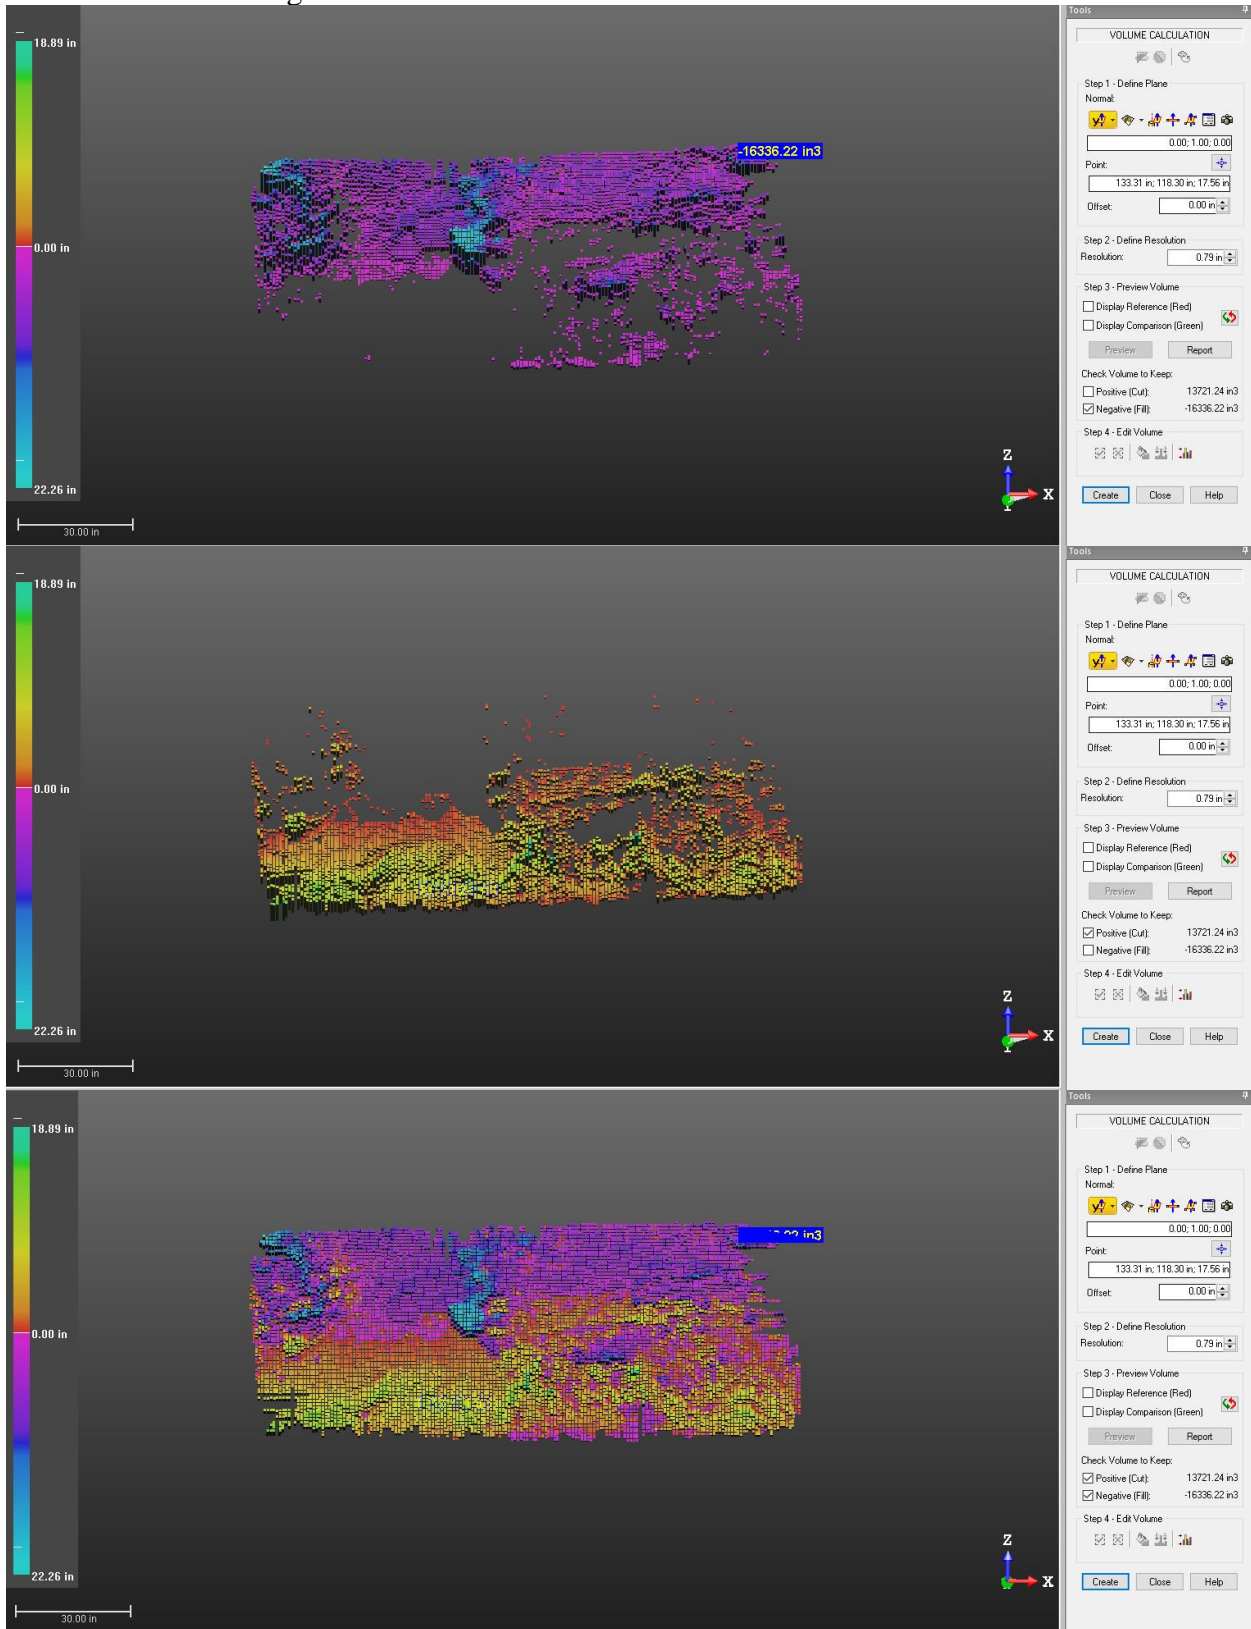 18.89 in
0.00 in
22.26 in
30.00 in
-16336.22 in3
Z
X
Tools
VOLUME CALCULATION
Step 1 - Define Plane
Normal:
0.00; 1.00; 0.00
Point:
133.31 in; 118.30 in; 17.56 in
Offset: 0.00 in
Step 2 - Define Resolution
Resolution: 0.79 in
Step 3 - Preview Volume
Display Reference (Red)
Display Comparison (Green)
Preview Report
Check Volume to Keep:
Positive (Cut): 13721.24 in3
Negative (Fill): -16336.22 in3
Step 4 - Edit Volume
Create Close Help
18.89 in
0.00 in
22.26 in
30.00 in
Z
X
Tools
VOLUME CALCULATION
Step 1 - Define Plane
Normal:
0.00; 1.00; 0.00
Point:
133.31 in; 118.30 in; 17.56 in
Offset: 0.00 in
Step 2 - Define Resolution
Resolution: 0.79 in
Step 3 - Preview Volume
Display Reference (Red)
Display Comparison (Green)
Preview Report
Check Volume to Keep:
Positive (Cut): 13721.24 in3
Negative (Fill): -16336.22 in3
Step 4 - Edit Volume
Create Close Help
18.89 in
0.00 in
22.26 in
30.00 in
in3
Z
X
Tools
VOLUME CALCULATION
Step 1 - Define Plane
Normal:
0.00; 1.00; 0.00
Point:
133.31 in; 118.30 in; 17.56 in
Offset: 0.00 in
Step 2 - Define Resolution
Resolution: 0.79 in
Step 3 - Preview Volume
Display Reference (Red)
Display Comparison (Green)
Preview Report
Check Volume to Keep:
Positive (Cut): 13721.24 in3
Negative (Fill): -16336.22 in3
Step 4 - Edit Volume
Create Close Help